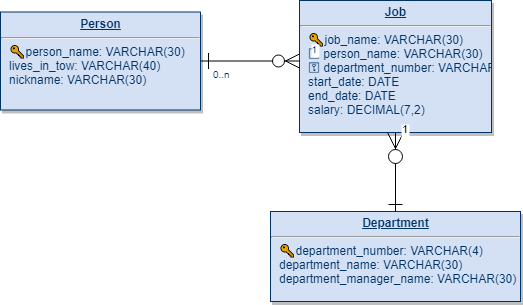 Person
person_name: VARCHAR(30)
lives_in_tow: VARCHAR(40)
nickname: VARCHAR(30)
0..n
Job
job_name: VARCHAR(30)
1
person_name: VARCHAR(30)
department_number: VARCHAR
start_date: DATE
end_date: DATE
salary: DECIMAL(7,2)
1
Department
department_number: VARCHAR(4)
department_name: VARCHAR(30)
department_manager_name: VARCHAR(30)